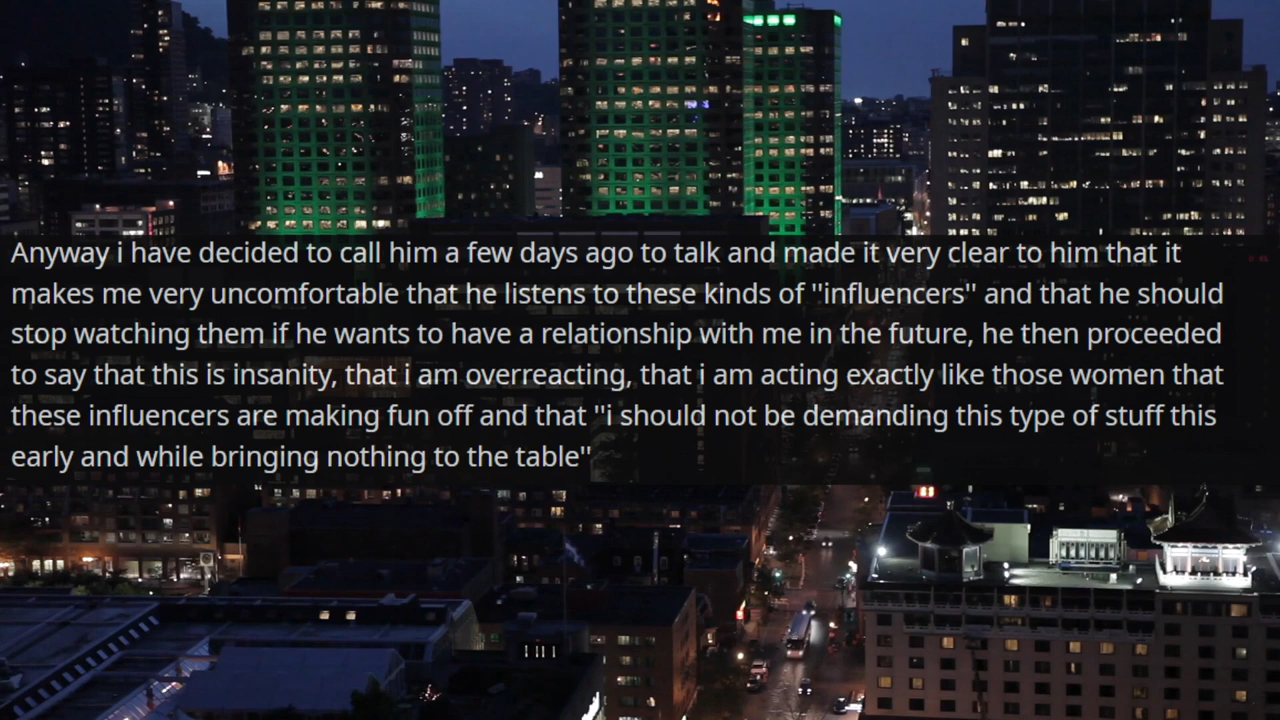 Anyway i have decided to call him a few days ago to talk and made it very clear to him that it
makes me very uncomfortable that he listens to these kinds of ''influencers'' and that he should
stop watching them if he wants to have a relationship with me in the future, he then proceeded
to say that this is insanity, that i am overreacting, that i am acting exactly like those women that
these influencers are making fun off and that ''i should not be demanding this type of stuff this
early and while bringing nothing to the table''